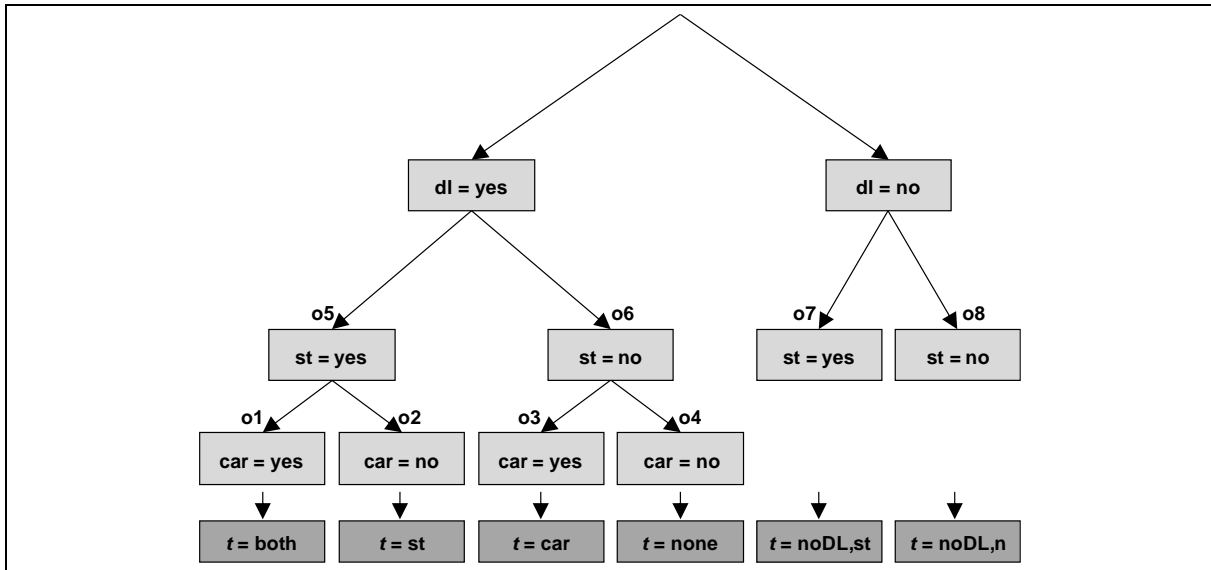 dl = yes
dl = no
o5
o6
o7
o8
st = yes
st = no
st = yes
st = no
o1
o2
o3
o4
car = yes
car = no
car = yes
car = no
t = both
t = st
t = car
t = none
t = noDL,st
t = noDL,n